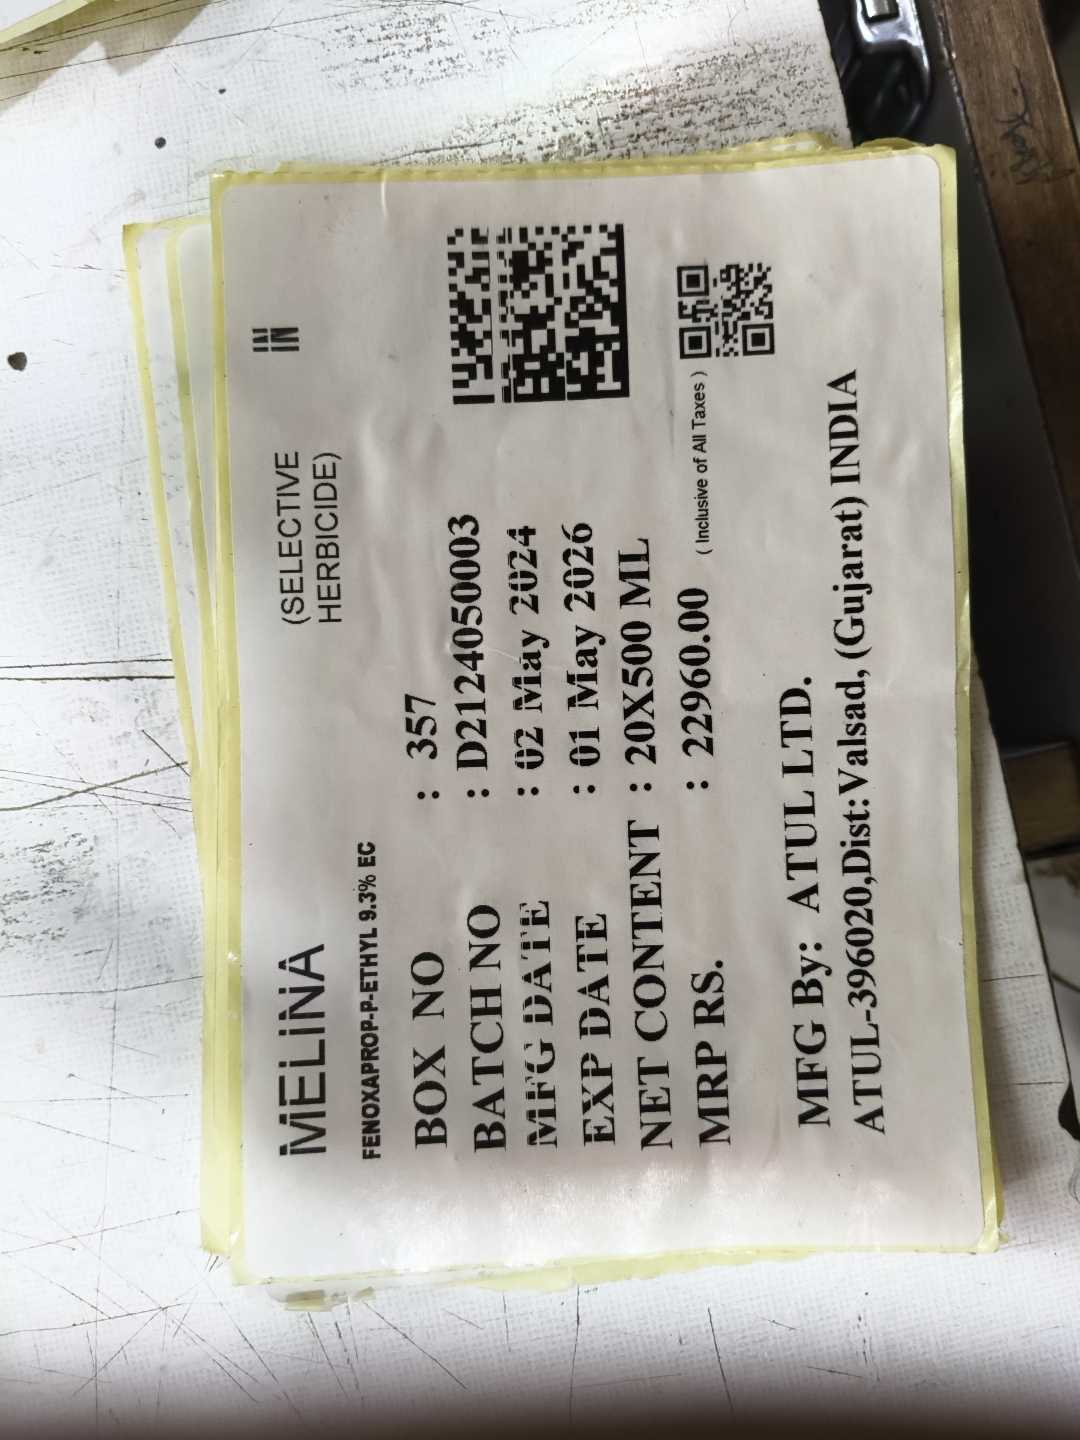 MELINA
(SELECTIVE
HERBICIDE)
IN
FENOXAPROP-P-ETHYL 9.3% EC
BOX NO : 357
BATCH NO : D2124050003
MFG DATE : 02 May 2024
EXP DATE : 01 May 2026
NET CONTENT : 20X500 ML
MRP RS. : 22960.00 ( Inclusive of All Taxes )
MFG By: ATUL LTD.
ATUL-396020,Dist:Valsad, (Gujarat) INDIA